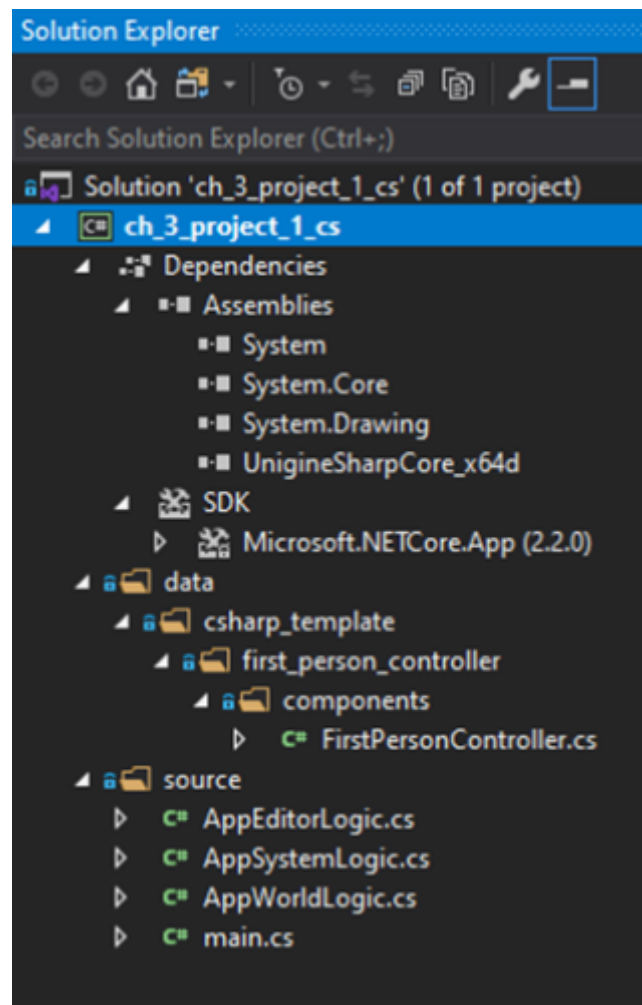 Solution Explorer
Search Solution Explorer (Ctrl+;)
Solution 'ch_3_project_1_cs' (1 of 1 project)
C# ch_3_project_1_cs
Dependencies
Assemblies
System
System.Core
System.Drawing
UnigineSharpCore_x64d
SDK
Microsoft.NETCore.App (2.2.0)
data
csharp_template
first_person_controller
components
C# FirstPersonController.cs
source
C# AppEditorLogic.cs
C# AppSystemLogic.cs
C# AppWorldLogic.cs
C# main.cs